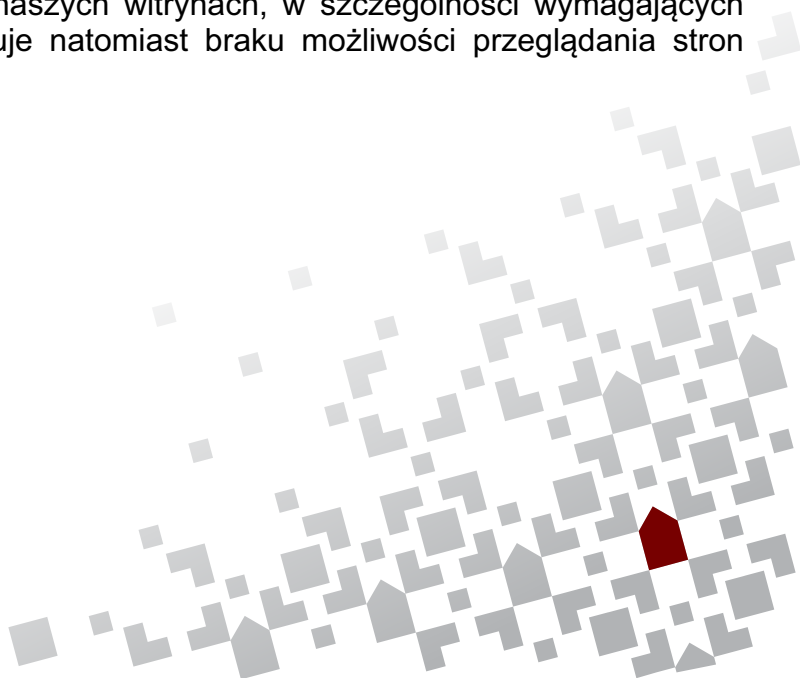 naszych witrynach, w szczególności wymagających
uje natomiast braku możliwości przeglądania stron